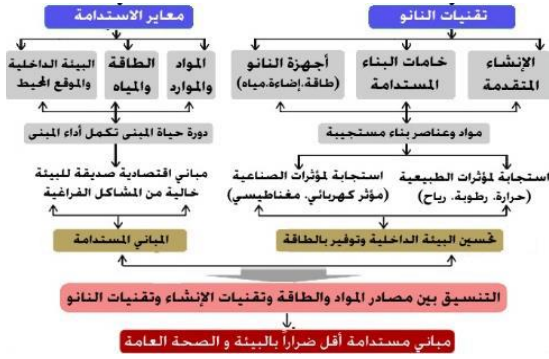 تقنيات النانو
معاير الاستدامة
الإنشاء
المتقدمة
خامات البناء
المستدامة
أجهزة النانو
(طاقة.إضاءة.مياه)
المواد
والموارد
الطاقة
والمياه
البيئة الداخلية
والموقع المحيط
مواد وعناصر بناء مستجيبة
دورة حياة المبنى تكمل أداء المبنى
استجابة لمؤثرات الطبيعية
(حرارة. رطوبة. رياح)
استجابة لمؤثرات الصناعية
(مؤثر كهربائي. مغناطيسي)
مباني اقتصادية صديقة للبيئة
خالية من المشاكل الفراغية
تحسين البيئة الداخلية وتوفير بالطاقة
المباني المستدامة
التنسيق بين مصادر المواد والطاقة وتقنيات الإنشاء وتقنيات النانو
مباني مستدامة أقل ضراراً بالبيئة و الصحة العامة